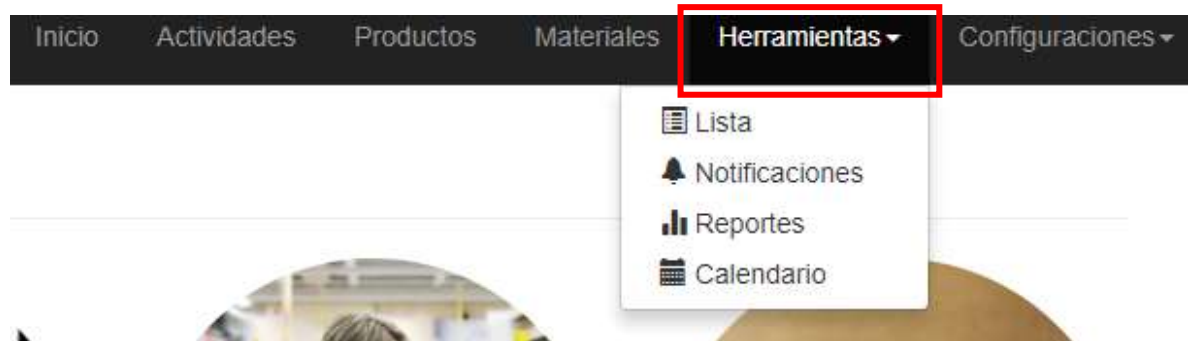 Inicio Actividades Productos Materiales Herramientas Configuraciones
Lista
Notificaciones
Reportes
Calendario